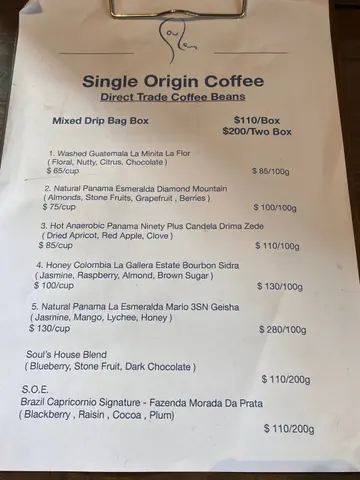 Single Origin Coffee
Direct Trade Coffee Beans
Mixed Drip Bag Box $110/Box
$200/Two Box
1. Washed Guatemala La Minita La Flor
( Floral, Nutty, Citrus, Chocolate )
$ 65/cup $ 85/100g
2. Natural Panama Esmeralda Diamond Mountain
( Almonds, Stone Fruits, Grapefruit , Berries )
$ 75/cup $ 100/100g
3. Hot Anaerobic Panama Ninety Plus Candela Drima Zede
( Dried Apricot, Red Apple, Clove )
$ 85/cup $ 110/100g
4. Honey Colombia La Gallera Estate Bourbon Sidra
( Jasmine, Raspberry, Almond, Brown Sugar )
$ 100/cup $ 130/100g
5. Natural Panama La Esmeralda Mario 3SN Geisha
( Jasmine, Mango, Lychee, Honey )
$ 130/cup $ 280/100g
Soul's House Blend
( Blueberry, Stone Fruit, Dark Chocolate )
$ 110/200g
S.O.E.
Brazil Capricornio Signature - Fazenda Morada Da Prata
( Blackberry , Raisin , Cocoa , Plum)
$ 110/200g